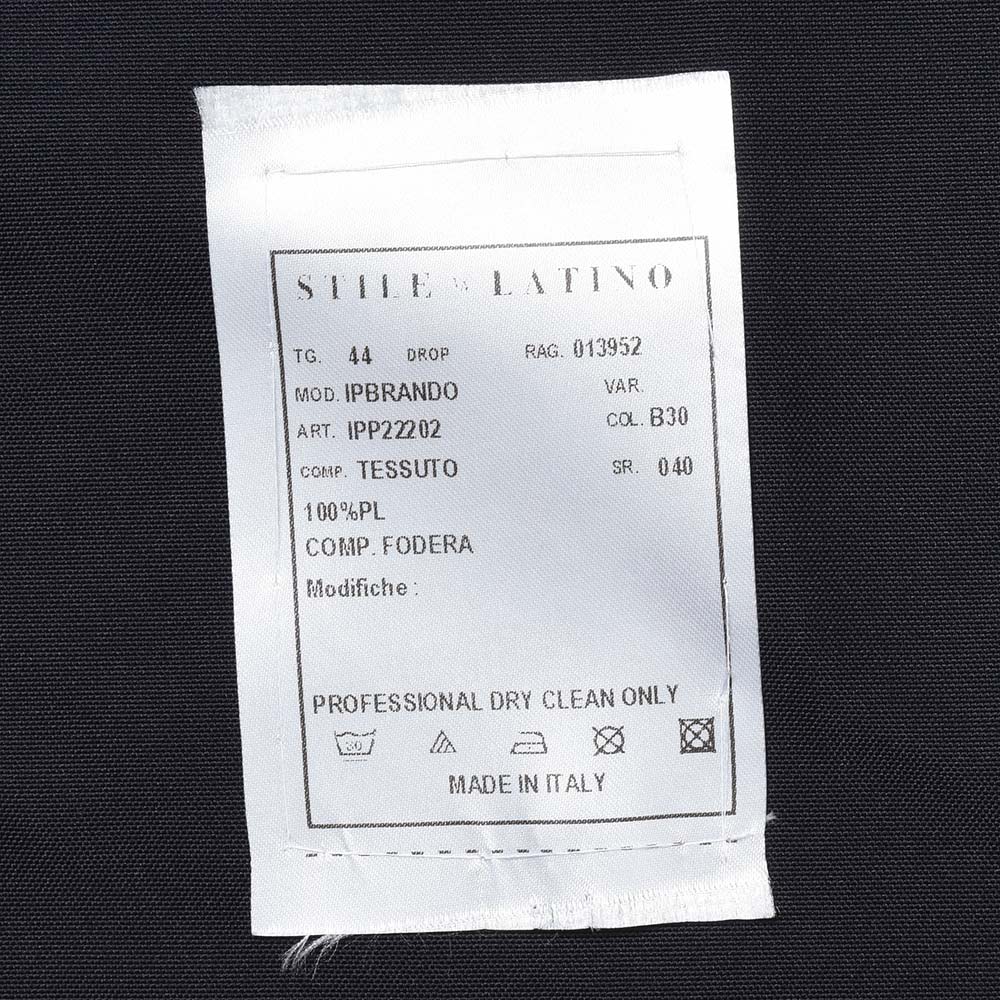 STILE LATINO
TG. 44 DROP RAG. 013952
MOD. IPBRANDO VAR.
ART. IPP22202 COL. B30
COMP. TESSUTO SR. 040
100%PL
COMP. FODERA
Modifiche :
PROFESSIONAL DRY CLEAN ONLY
30
MADE IN ITALY